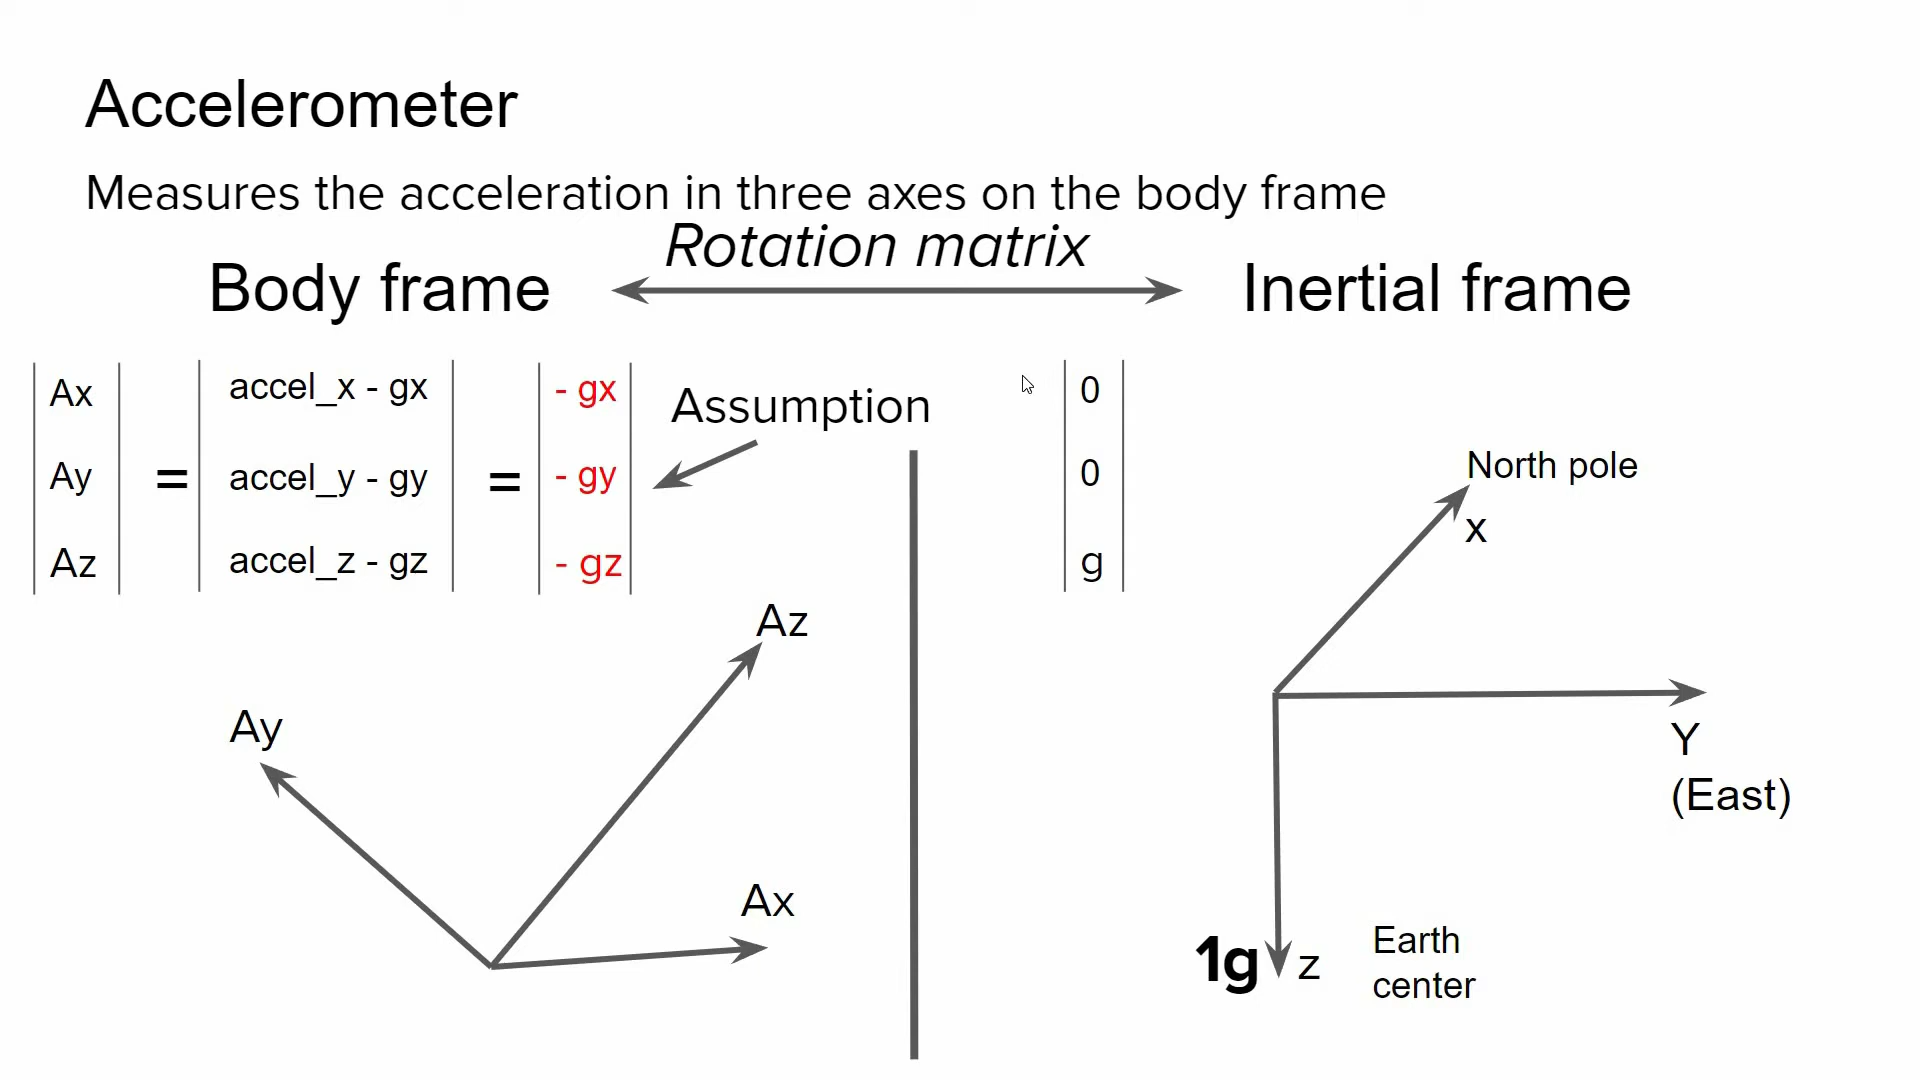 Accelerometer
Measures the acceleration in three axes on the body frame
Rotation matrix
Body frame
Inertial frame
Ax
Ay
Az
=
accel_x - gx
accel_y - gy
accel_z - gz
=
- gx
- gy
- gz
Assumption
0
0
g
Az
Ay
Ax
North pole
x
Y
(East)
1g
z
Earth
center